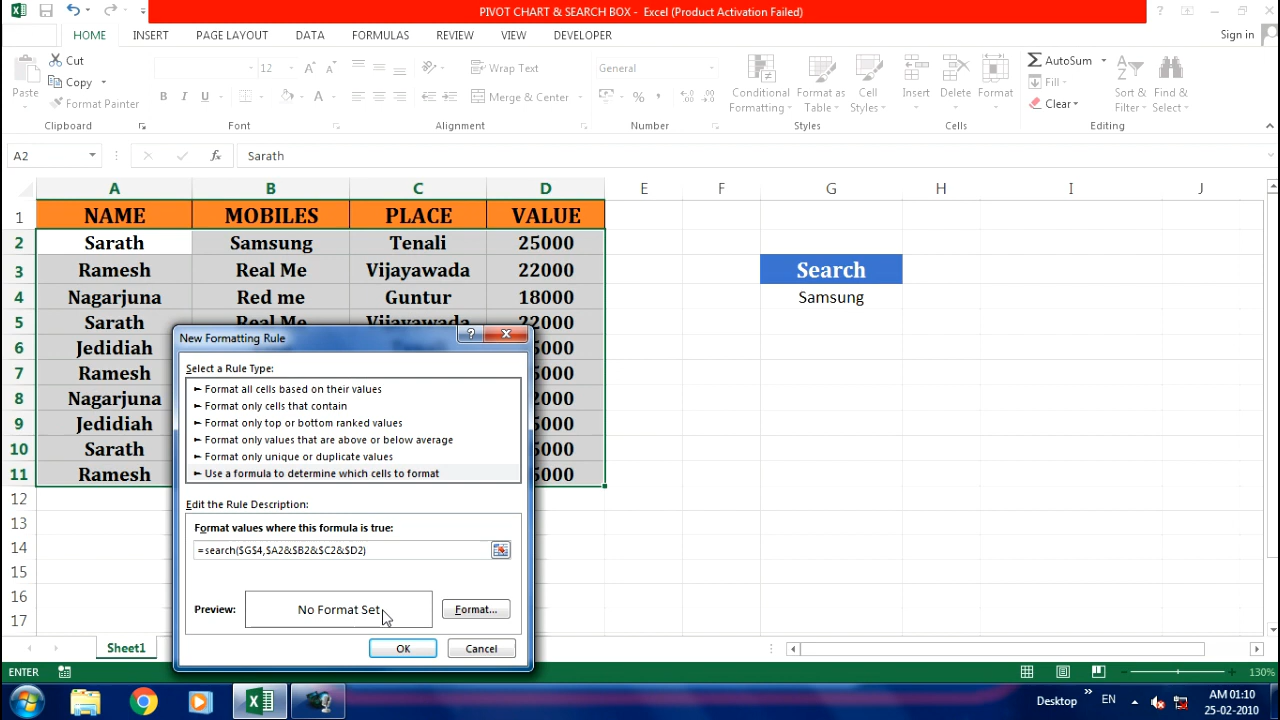 PIVOT CHART & SEARCH BOX - Excel (Product Activation Failed)
HOME INSERT PAGE LAYOUT DATA FORMULAS REVIEW VIEW DEVELOPER Sign in
Paste Cut Copy Format Painter Clipboard
12 A A B I U A Font
Wrap Text Merge & Center Alignment
General % Number
Conditional Formatting Format as Table Cell Styles Styles
Insert Delete Format Cells
AutoSum Fill Clear Sort & Filter Find & Select Editing
A2 fx Sarath
A B C D E F G H I J
1 NAME MOBILES PLACE VALUE
2 Sarath Samsung Tenali 25000
3 Ramesh Real Me Vijayawada 22000 Search
4 Nagarjuna Red me Guntur 18000 Samsung
5 Sarath Real Me Vijayawada 22000
6 Jedidiah 5000
7 Ramesh 5000
8 Nagarjuna 2000
9 Jedidiah 5000
10 Sarath 5000
11 Ramesh 5000
12
13
14
15
16
17
New Formatting Rule ?
Select a Rule Type:
► Format all cells based on their values
► Format only cells that contain
► Format only top or bottom ranked values
► Format only values that are above or below average
► Format only unique or duplicate values
► Use a formula to determine which cells to format
Edit the Rule Description:
Format values where this formula is true:
=search($G$4,$A2&$B2&$C2&$D2)
Preview: No Format Set Format...
OK Cancel
Sheet1
ENTER 130%
Desktop » EN AM 01:10
25-02-2010